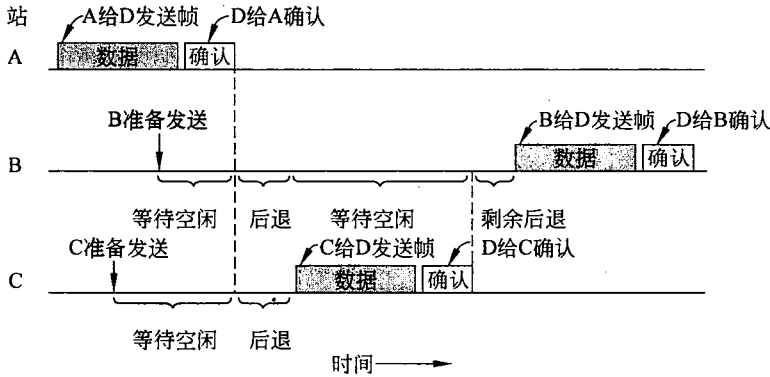 站
A给D发送帧
D给A确认
A
数据
确认
B准备发送
B给D发送帧
D给B确认
B
数据
确认
等待空闲
后退
等待空闲
剩余后退
C准备发送
C给D发送帧
D给C确认
C
数据
确认
等待空闲
后退
时间